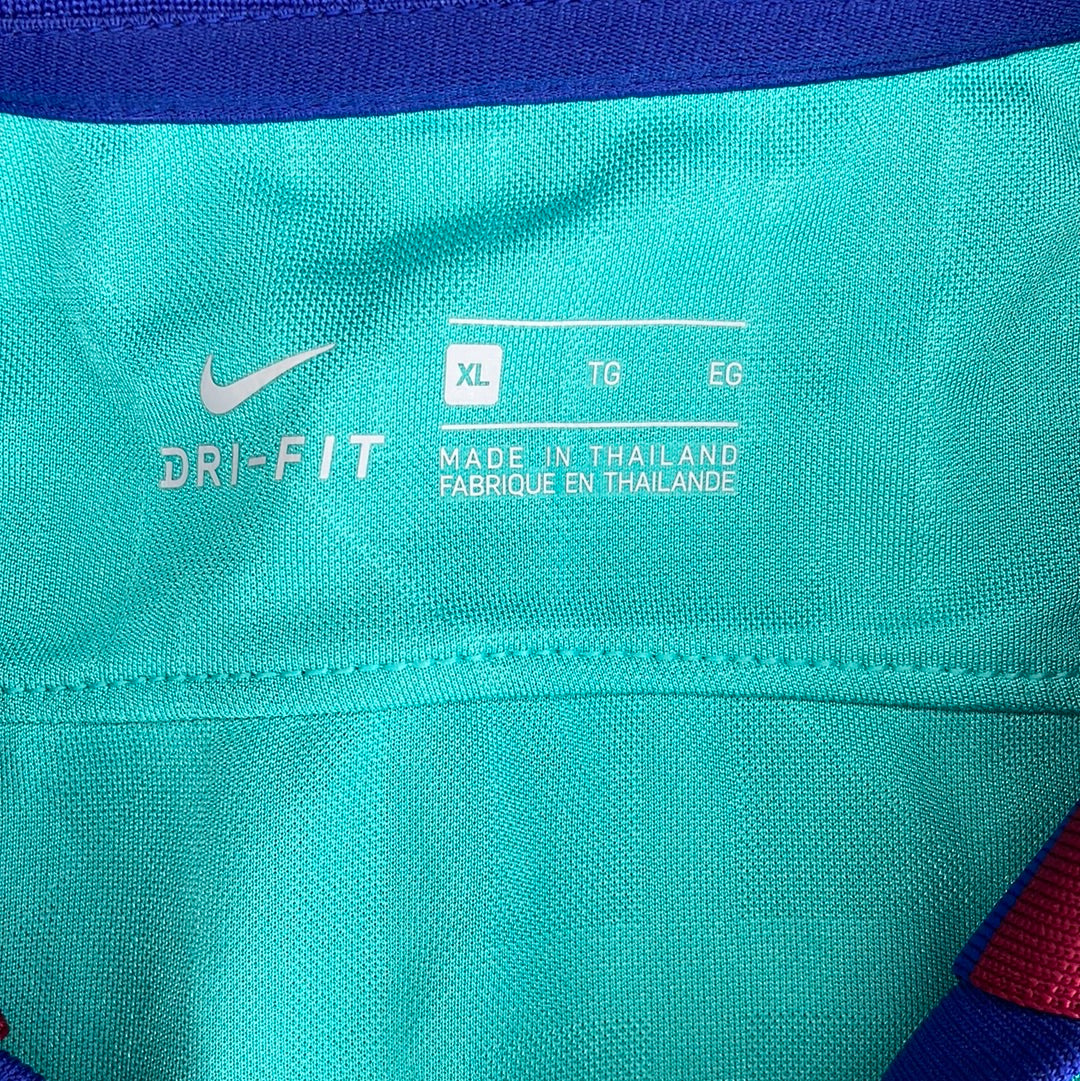 XL TG EG
DRI-FIT
MADE IN THAILAND
FABRIQUE EN THAILANDE